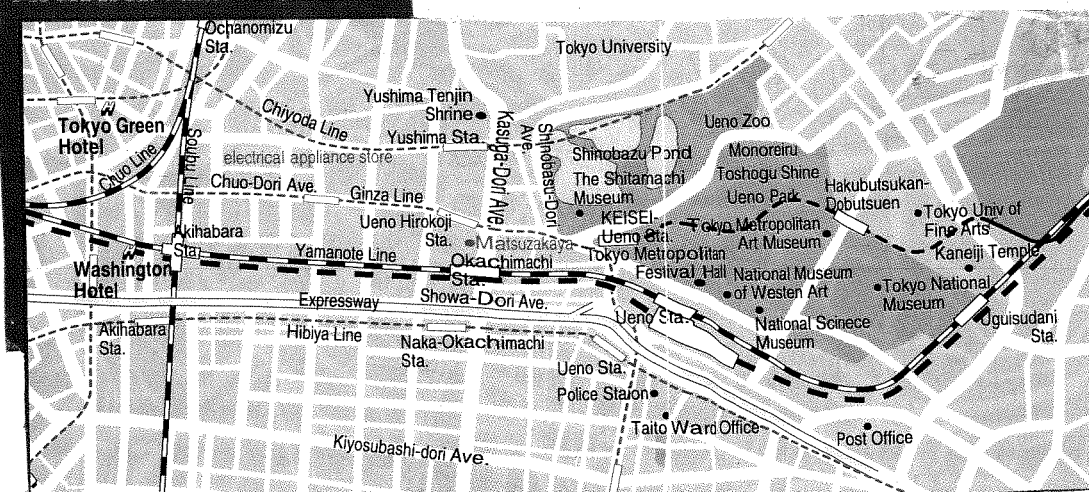 Ochanomizu
Sta.
Tokyo University
Yushima Tenjin
Shrine
Chiyoda Line
Tokyo Green
Hotel
Yushima Sta.
Kasuga-Dori Ave.
Ave.
Shinobasu-Dori
Ueno Zoo
Chuo Line
Soubu Line
electrical appliance store
Shinobazu Pond
Monoreiru
Toshogu Shine
Chuo-Dori Ave.
Ginza Line
The Shitamachi
Museum
Ueno Park
Hakubutsukan-
Dobutsuen
Ueno Hirokoji
Sta.
KEISEI-
Ueno Sta.
Tokyo Metropolitan
Art Museum
Tokyo Univ of
Fine Arts
Akihabara
Sta.
Matsuzakaya
Kaneiji Temple
Yamanote Line
Okachimachi
Sta.
Tokyo Metropolitan
Festival Hall
National Museum
of Westen Art
Tokyo National
Museum
Washington
Hotel
Expressway
Showa-Dori Ave.
Ueno Sta.
National Scinece
Museum
Uguisudani
Sta.
Akihabara
Sta.
Hibiya Line
Naka-Okachimachi
Sta.
Ueno Sta.
Police Staion
Taito Ward Office
Post Office
Kiyosubashi-dori Ave.